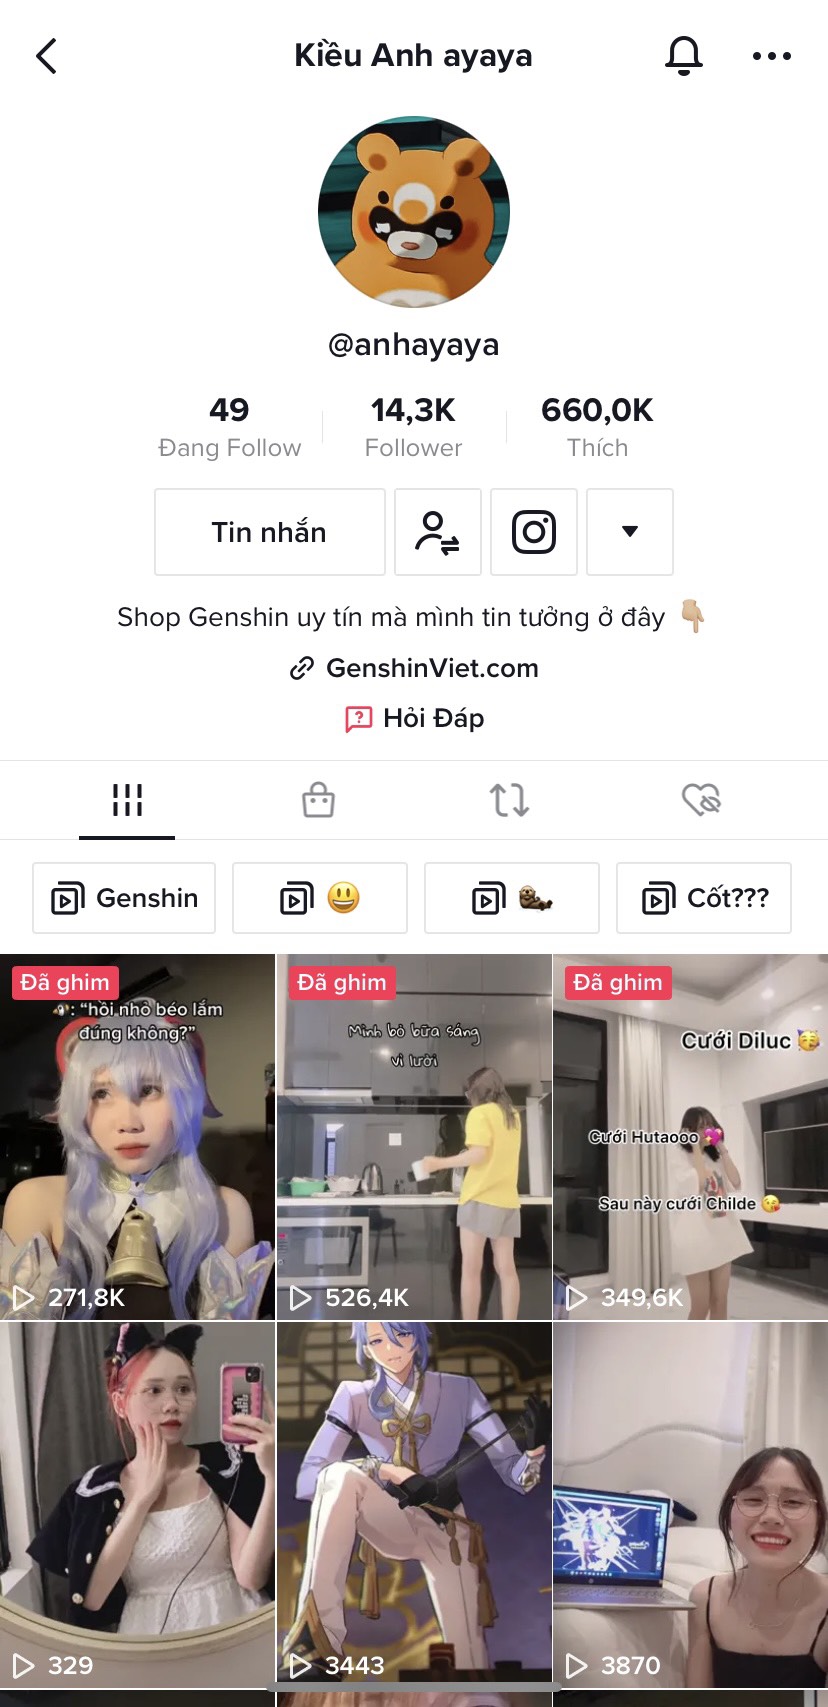 Kiều Anh ayaya
@anhayaya
49
Đang Follow
14,3K
Follower
660,0K
Thích
Tin nhắn
Shop Genshin uy tín mà mình tin tưởng ở đây 👇🏼
GenshinViet.com
Hỏi Đáp
Genshin
😃
🦦
Cốt???
Đã ghim
: “hồi nhỏ béo lắm
đúng không?”
271,8K
Đã ghim
Mình bỏ bữa sáng
vì lười
526,4K
Đã ghim
Cưới Diluc 🥳
Cưới Hutaooo 💖
Sau này cưới Childe 😘
349,6K
329
3443
3870